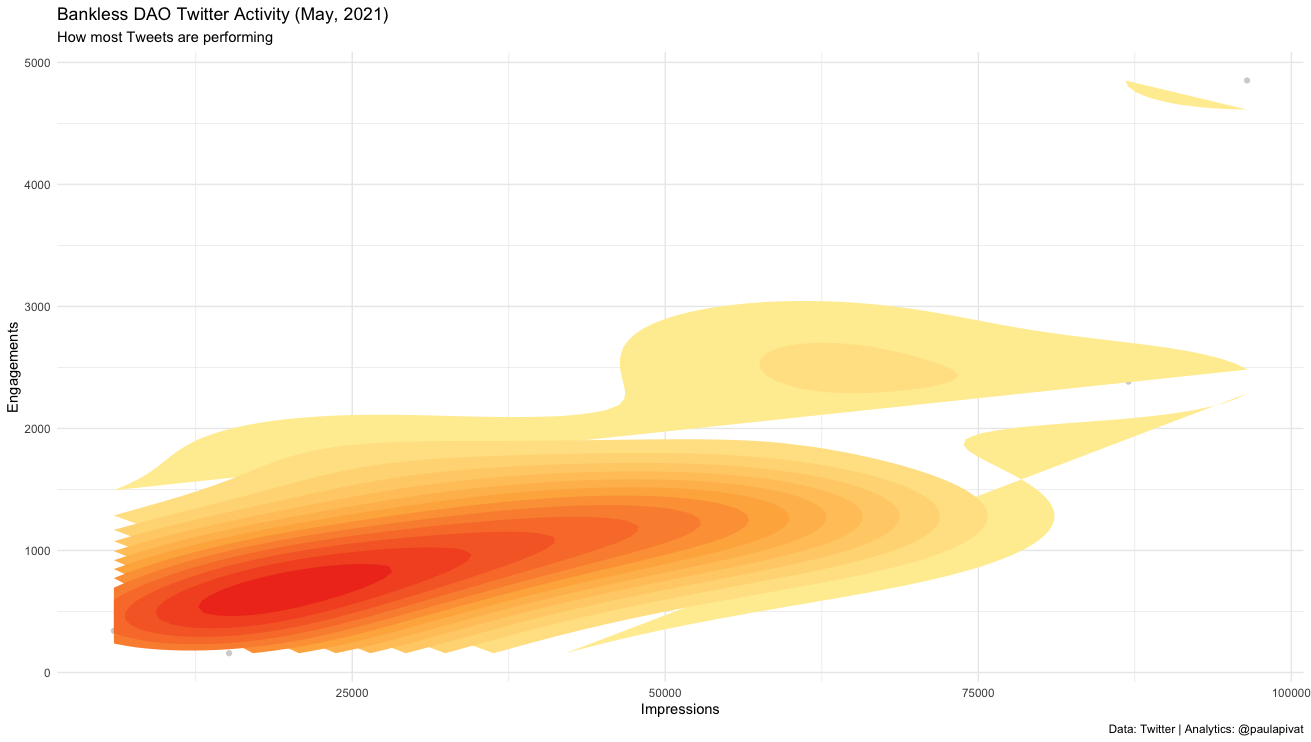 Bankless DAO Twitter Activity (May, 2021)
How most Tweets are performing
5000
4000
3000
2000
1000
0
Engagements
25000
50000
75000
100000
Impressions
Data: Twitter | Analytics: @paulapivat